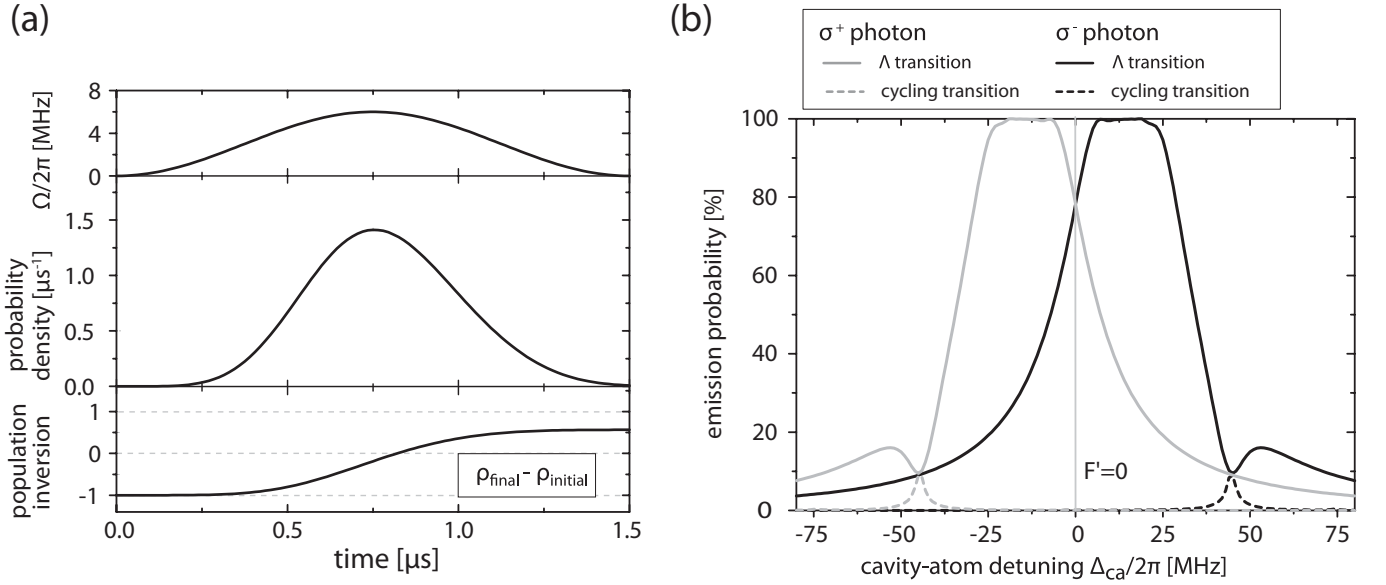 (a)
Ω/2π [MHz]
8
4
0
probability
density [µs⁻¹]
1.5
1.0
0.5
0.0
population
inversion
1
0
-1
ρfinal - ρinitial
0.0
0.5
1.0
1.5
time [µs]
(b)
σ⁺ photon
σ⁻ photon
Λ transition
Λ transition
cycling transition
cycling transition
emission probability [%]
100
80
60
40
20
0
F'=0
-75
-50
-25
0
25
50
75
cavity-atom detuning Δca/2π [MHz]